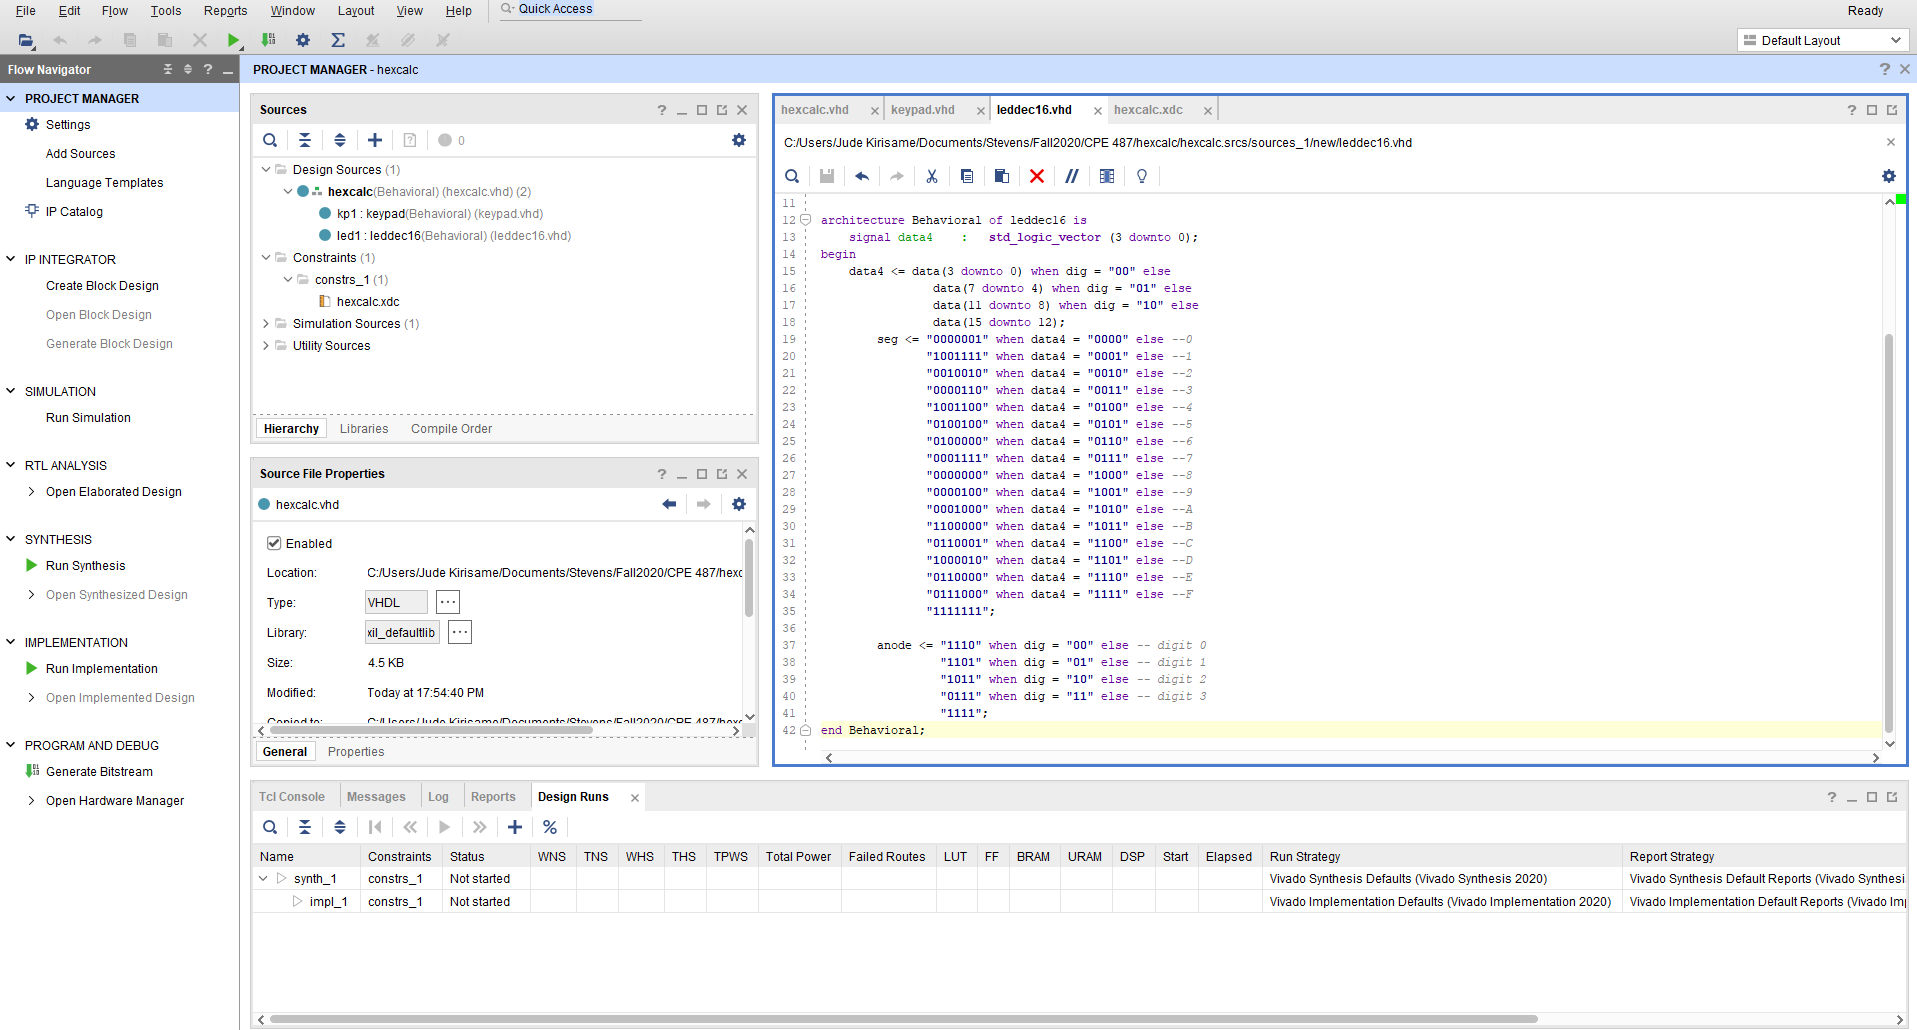 File Edit Flow Tools Reports Window Layout View Help Quick Access Ready
Default Layout
Flow Navigator
PROJECT MANAGER
Settings
Add Sources
Language Templates
IP Catalog
IP INTEGRATOR
Create Block Design
Open Block Design
Generate Block Design
SIMULATION
Run Simulation
RTL ANALYSIS
Open Elaborated Design
SYNTHESIS
Run Synthesis
Open Synthesized Design
IMPLEMENTATION
Run Implementation
Open Implemented Design
PROGRAM AND DEBUG
Generate Bitstream
Open Hardware Manager
PROJECT MANAGER - hexcalc
Sources
0
Design Sources (1)
hexcalc(Behavioral) (hexcalc.vhd) (2)
kp1 : keypad(Behavioral) (keypad.vhd)
led1 : leddec16(Behavioral) (leddec16.vhd)
Constraints (1)
constrs_1 (1)
hexcalc.xdc
Simulation Sources (1)
Utility Sources
Hierarchy Libraries Compile Order
Source File Properties
hexcalc.vhd
Enabled
Location: C:/Users/Jude Kirisame/Documents/Stevens/Fall2020/CPE 487/hexc
Type: VHDL ...
Library: xil_defaultlib ...
Size: 4.5 KB
Modified: Today at 17:54:40 PM
Copied to: C:/Users/Jude Kirisame/Documents/Stevens/Fall2020/CPE 487/hexc
General Properties
hexcalc.vhd keypad.vhd leddec16.vhd hexcalc.xdc
C:/Users/Jude Kirisame/Documents/Stevens/Fall2020/CPE 487/hexcalc/hexcalc.srcs/sources_1/new/leddec16.vhd
11
12 architecture Behavioral of leddec16 is
13 signal data4 : std_logic_vector (3 downto 0);
14 begin
15 data4 <= data(3 downto 0) when dig = "00" else
16 data(7 downto 4) when dig = "01" else
17 data(11 downto 8) when dig = "10" else
18 data(15 downto 12);
19 seg <= "0000001" when data4 = "0000" else --0
20 "1001111" when data4 = "0001" else --1
21 "0010010" when data4 = "0010" else --2
22 "0000110" when data4 = "0011" else --3
23 "1001100" when data4 = "0100" else --4
24 "0100100" when data4 = "0101" else --5
25 "0100000" when data4 = "0110" else --6
26 "0001111" when data4 = "0111" else --7
27 "0000000" when data4 = "1000" else --8
28 "0000100" when data4 = "1001" else --9
29 "0001000" when data4 = "1010" else --A
30 "1100000" when data4 = "1011" else --B
31 "0110001" when data4 = "1100" else --C
32 "1000010" when data4 = "1101" else --D
33 "0110000" when data4 = "1110" else --E
34 "0111000" when data4 = "1111" else --F
35 "1111111";
36
37 anode <= "1110" when dig = "00" else -- digit 0
38 "1101" when dig = "01" else -- digit 1
39 "1011" when dig = "10" else -- digit 2
40 "0111" when dig = "11" else -- digit 3
41 "1111";
42 end Behavioral;
Tcl Console Messages Log Reports Design Runs
Name Constraints Status WNS TNS WHS THS TPWS Total Power Failed Routes LUT FF BRAM URAM DSP Start Elapsed Run Strategy Report Strategy
synth_1 constrs_1 Not started Vivado Synthesis Defaults (Vivado Synthesis 2020) Vivado Synthesis Default Reports (Vivado Synthesi
impl_1 constrs_1 Not started Vivado Implementation Defaults (Vivado Implementation 2020) Vivado Implementation Default Reports (Vivado Imp